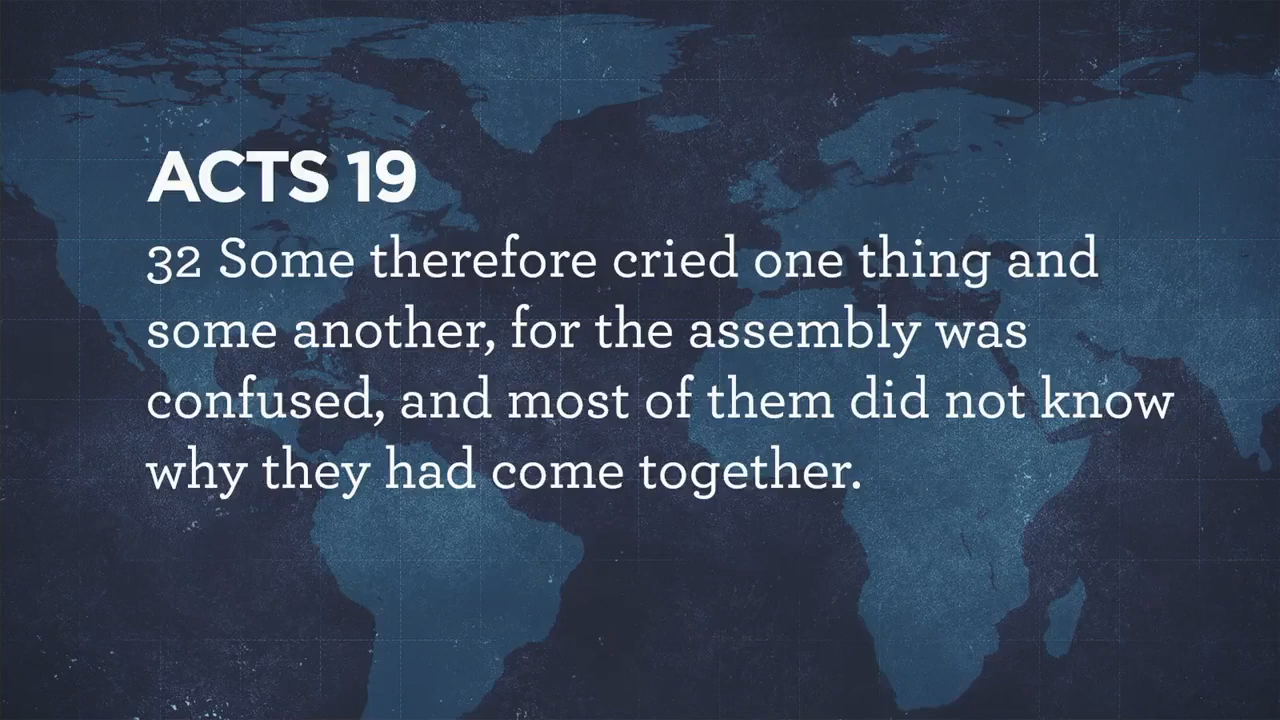 ACTS 19
32 Some therefore cried one thing and
some another, for the assembly was
confused, and most of them did not know
why they had come together.